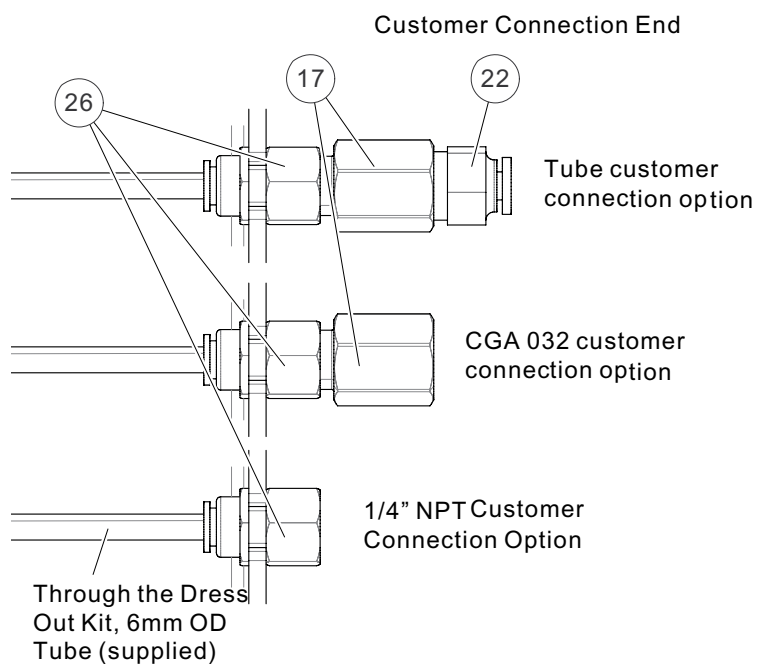 Customer Connection End
26
17
22
Tube customer
connection option
CGA 032 customer
connection option
1/4” NPT Customer
Connection Option
Through the Dress
Out Kit, 6mm OD
Tube (supplied)